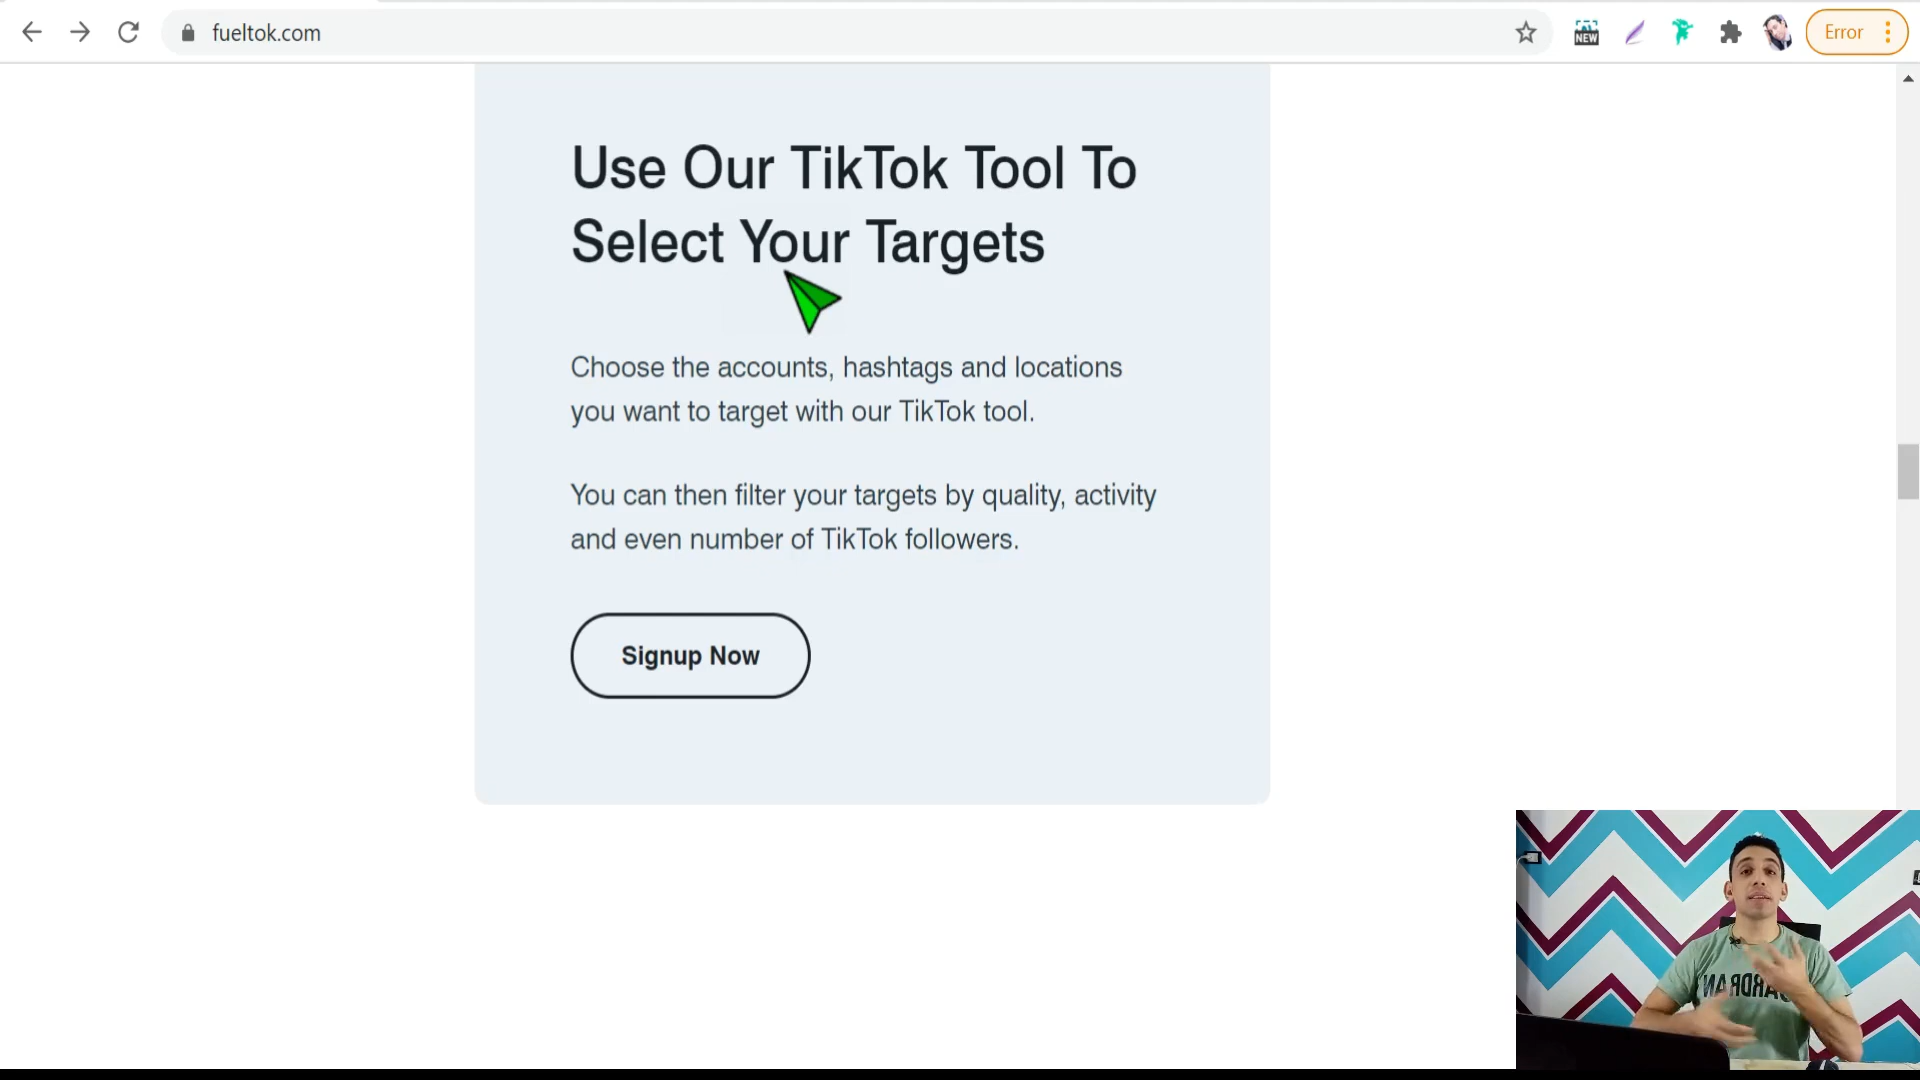 fueltok.com
NEW
Error
Use Our TikTok Tool To
Select Your Targets
Choose the accounts, hashtags and locations
you want to target with our TikTok tool.
You can then filter your targets by quality, activity
and even number of TikTok followers.
Signup Now